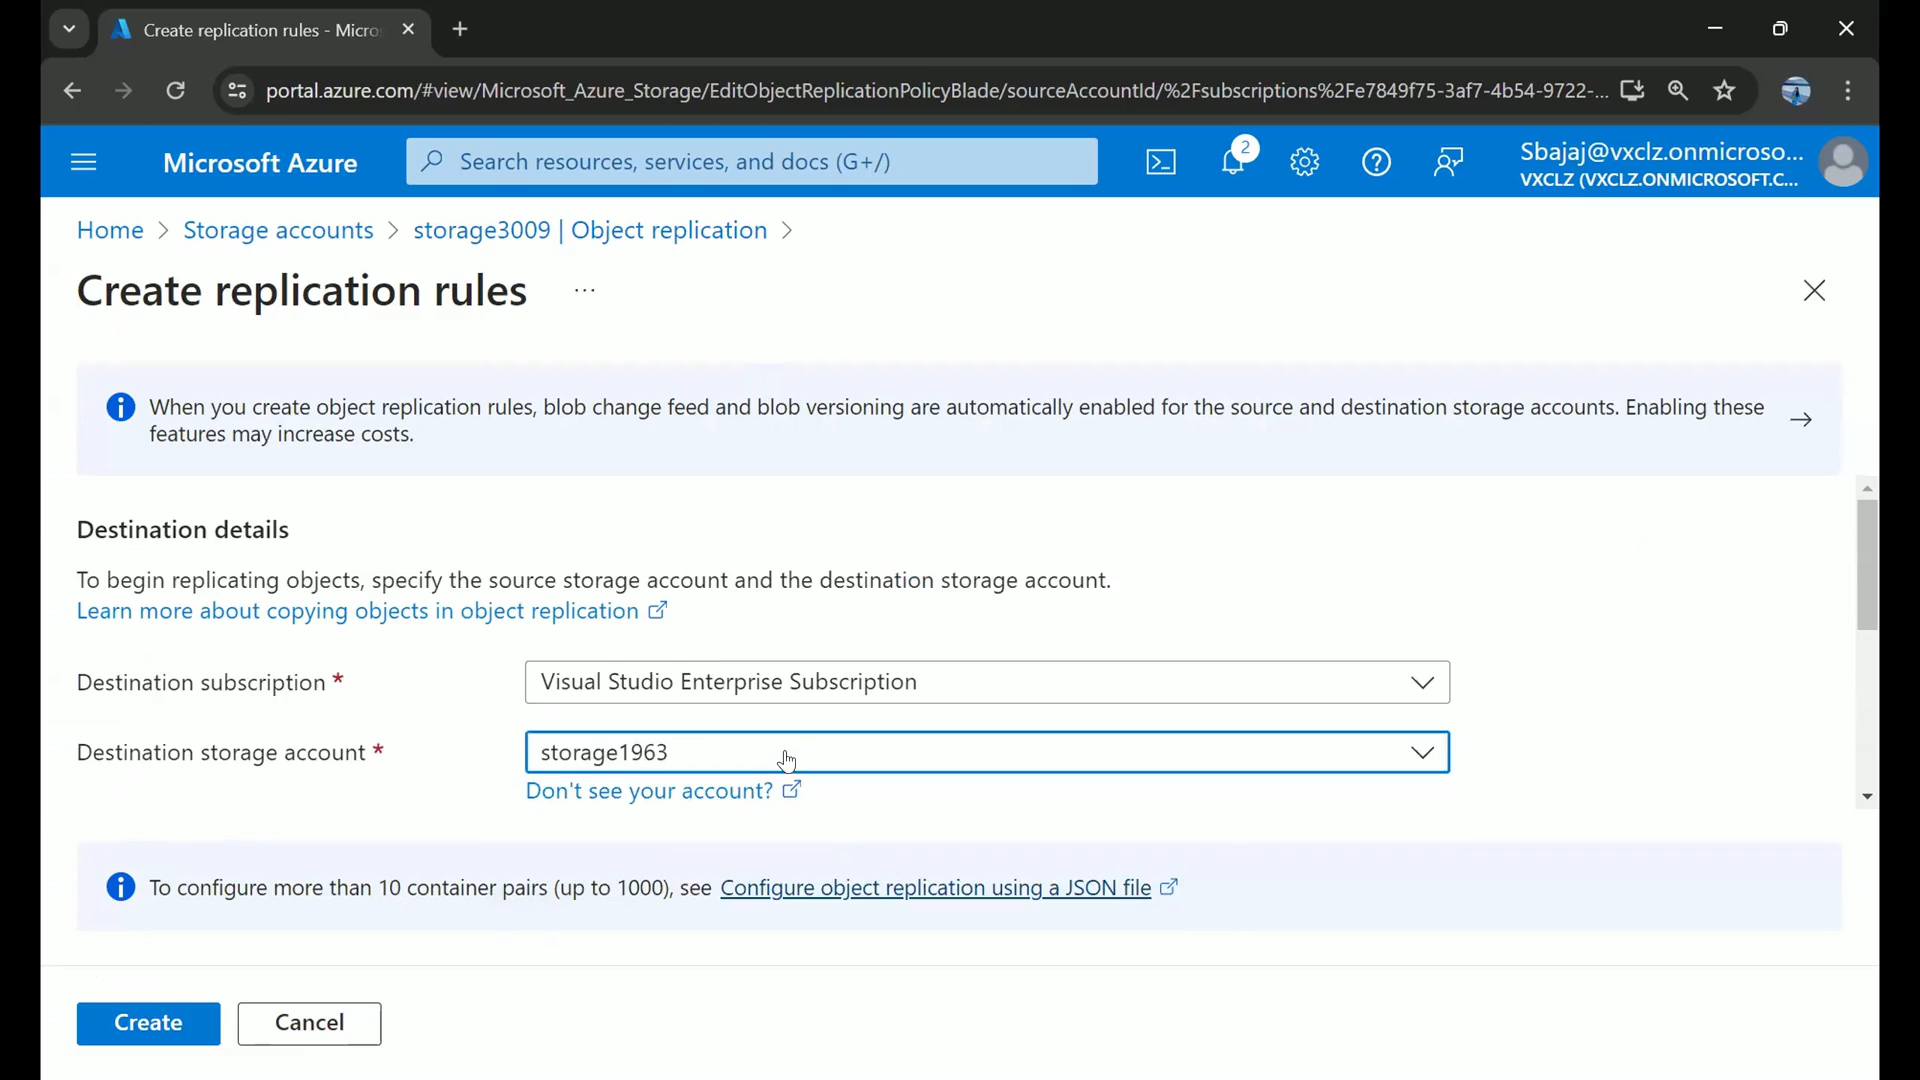 Create replication rules - Micro
portal.azure.com/#view/Microsoft_Azure_Storage/EditObjectReplicationPolicyBlade/sourceAccountId/%2Fsubscriptions%2Fe7849f75-3af7-4b54-9722-...
Microsoft Azure
Search resources, services, and docs (G+/)
2
Sbajaj@vxclz.onmicroso...
VXCLZ (VXCLZ.ONMICROSOFT.C...
Home > Storage accounts > storage3009 | Object replication >
Create replication rules ...
When you create object replication rules, blob change feed and blob versioning are automatically enabled for the source and destination storage accounts. Enabling these
features may increase costs.
Destination details
To begin replicating objects, specify the source storage account and the destination storage account.
Learn more about copying objects in object replication
Destination subscription *
Visual Studio Enterprise Subscription
Destination storage account *
storage1963
Don't see your account?
To configure more than 10 container pairs (up to 1000), see Configure object replication using a JSON file
Create
Cancel